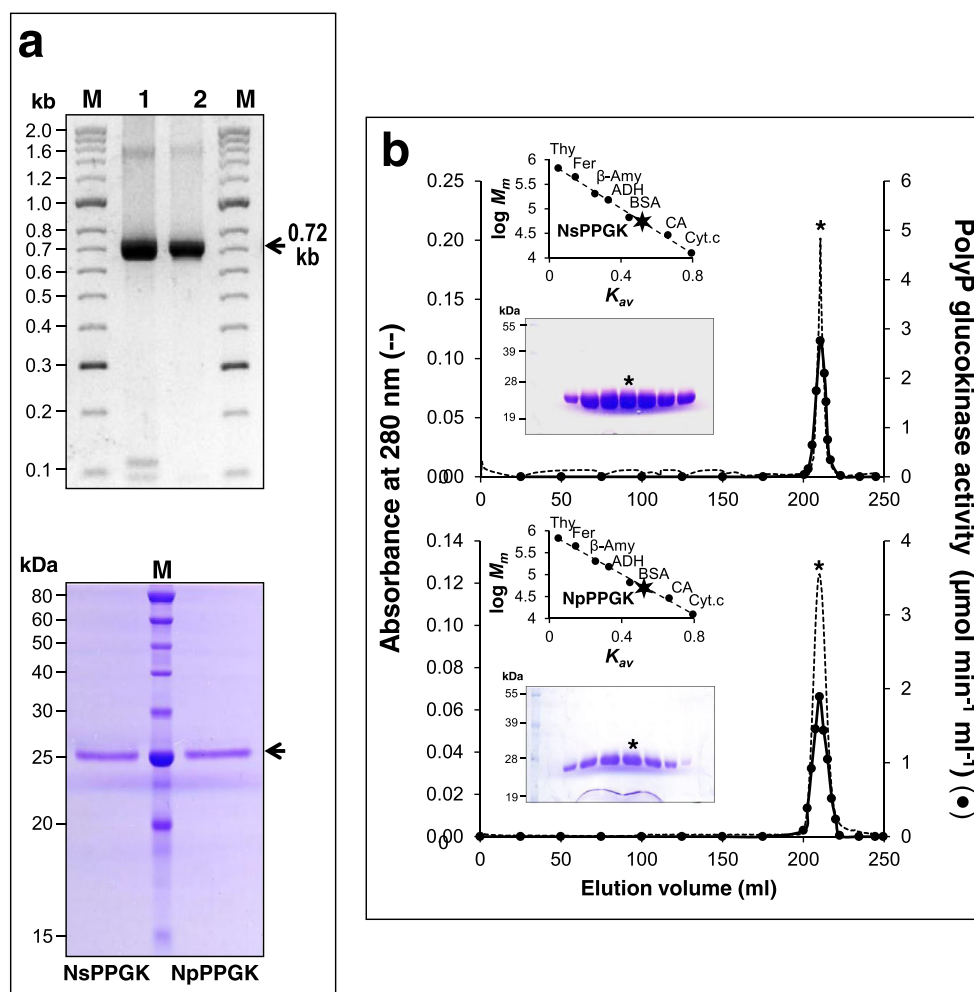 a
kb M 1 2 M
2.0
1.6
1.2
1.0
0.8
0.7
0.6
0.5
0.4
0.3
0.2
0.1
0.72
kb
kDa M
80
60
50
40
30
25
20
15
NsPPGK NpPPGK
b
Absorbance at 280 nm (--)
PolyP glucokinase activity (µmol min-1 ml-1) (●)
0.25
0.20
0.15
0.10
0.05
0.00
0
6
5
4
3
2
1
0
0 50 100 150 200 250
*
log Mm
6
5.5
5
4.5
4
Thy
Fer
β-Amy
ADH
BSA
NsPPGK
CA
Cyt.c
0 0.4 0.8
Kav
kDa
55
39
28
19
*
0.14
0.12
0.10
0.08
0.06
0.04
0.02
0.00
0
4
3
2
1
0
0 50 100 150 200 250
*
log Mm
6
5.5
5
4.5
4
Thy
Fer
β-Amy
ADH
BSA
NpPPGK
CA
Cyt.c
0 0.4 0.8
Kav
kDa
55
39
28
19
*
Elution volume (ml)